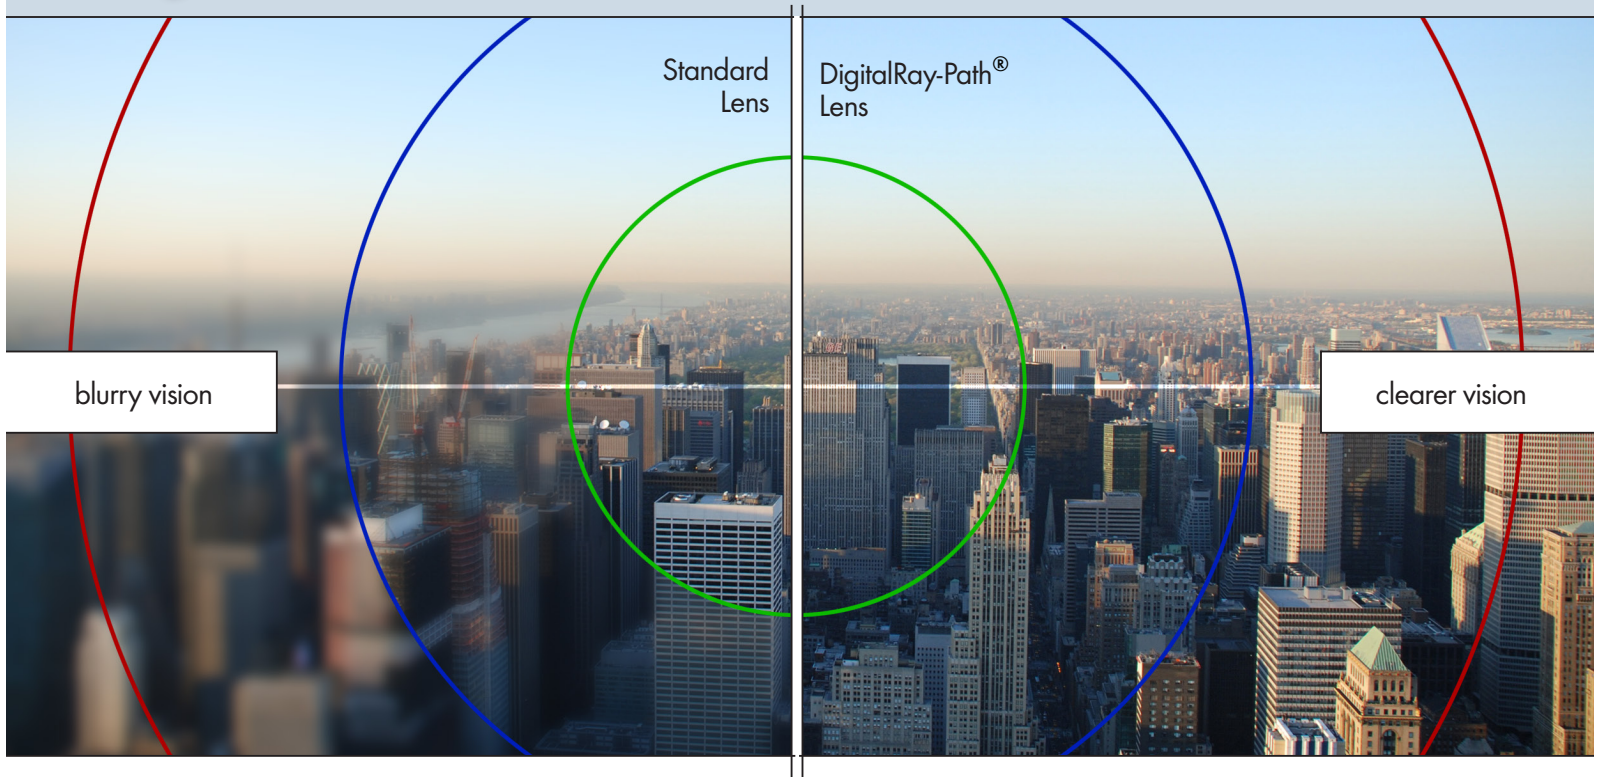 Standard
Lens
DigitalRay-Path®
Lens
blurry vision
clearer vision